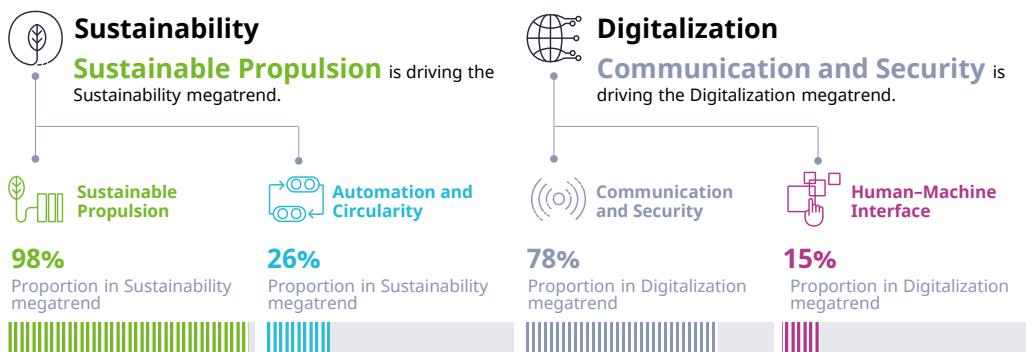 Sustainability
Sustainable Propulsion is driving the
Sustainability megatrend.
Sustainable
Propulsion
98%
Proportion in Sustainability
megatrend
Automation and
Circularity
26%
Proportion in Sustainability
megatrend
Digitalization
Communication and Security is
driving the Digitalization megatrend.
Communication
and Security
78%
Proportion in Digitalization
megatrend
Human–Machine
Interface
15%
Proportion in Digitalization
megatrend